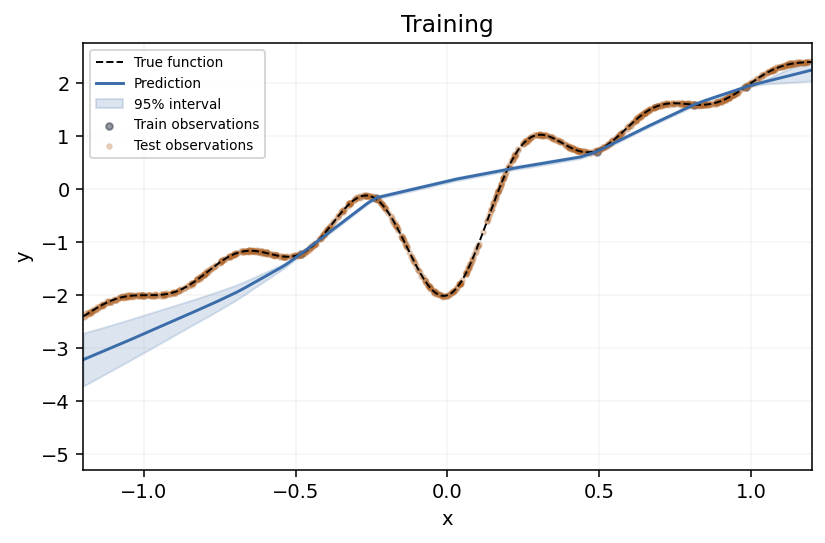 Training
True function
Prediction
95% interval
Train observations
Test observations
y
2
1
0
−1
−2
−3
−4
−5
−1.0 −0.5 0.0 0.5 1.0
x